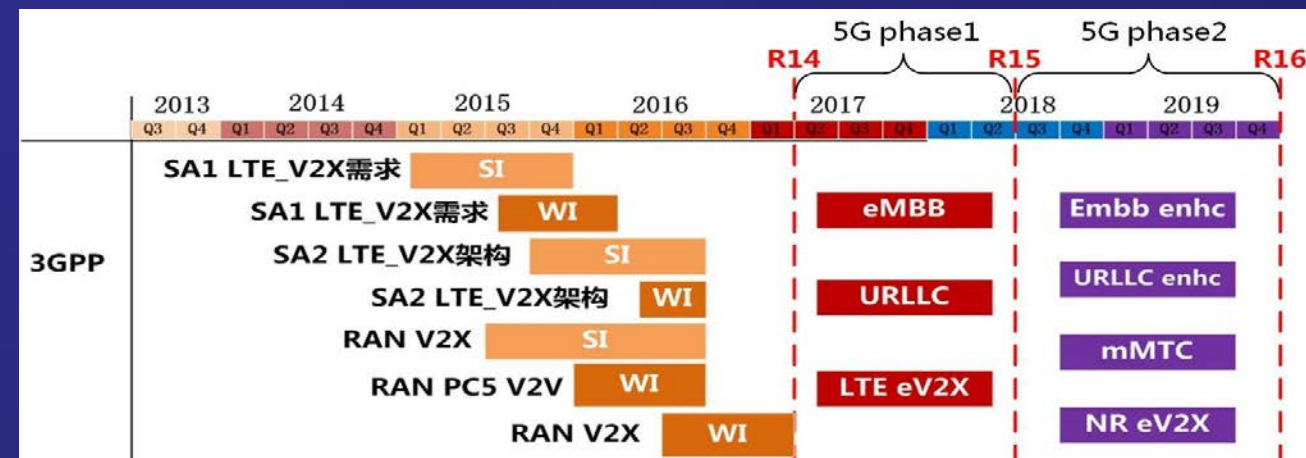 5G phase1 5G phase2
R14 R15 R16
2013 2014 2015 2016 2017 2018 2019
Q3 Q4 Q1 Q2 Q3 Q4 Q1 Q2 Q3 Q4 Q1 Q2 Q3 Q4 Q1 Q2 Q3 Q4 Q1 Q2 Q3 Q4 Q1 Q2 Q3 Q4
SA1 LTE_V2X需求 SI
SA1 LTE_V2X需求 WI eMBB Embb enhc
3GPP
SA2 LTE_V2X架构 SI
URLLC enhc
SA2 LTE_V2X架构 WI URLLC
RAN V2X SI
mMTC
RAN PC5 V2V WI LTE eV2X
NR eV2X
RAN V2X WI